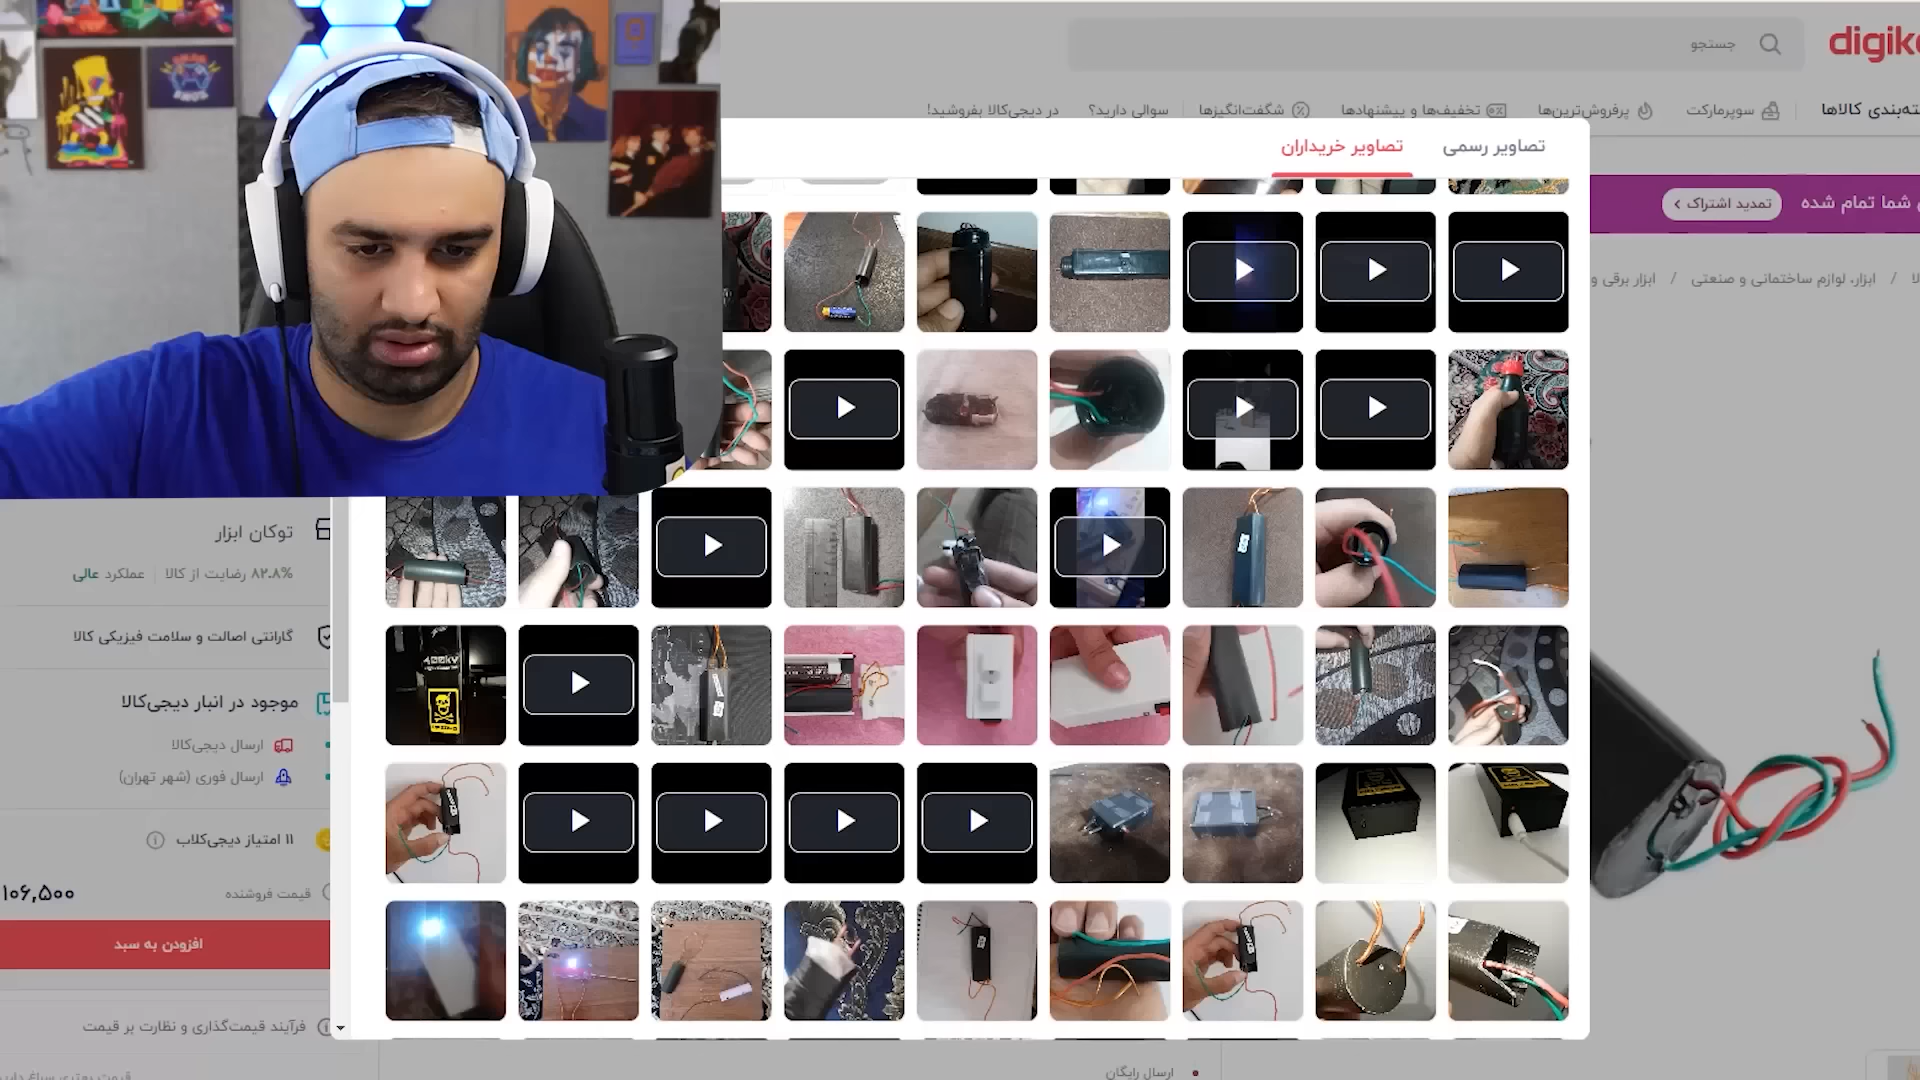 جستجو
digik
دسته‌بندی کالاها
سوپرمارکت
پرفروش‌ترین‌ها
تخفیف‌ها و پیشنهادها
شگفت‌انگیزها
سوالی دارید؟
در دیجی‌کالا بفروشید!
تصاویر رسمی
تصاویر خریداران
شما تمام شده
تمدید اشتراک
ابزار، لوازم ساختمانی و صنعتی / ابزار برقی و
توکان ابزار
۸۲.۸% رضایت از کالا | عملکرد عالی
گارانتی اصالت و سلامت فیزیکی کالا
موجود در انبار دیجی‌کالا
ارسال دیجی‌کالا
ارسال فوری (شهر تهران)
۱۱ امتیاز دیجی‌کلاب
قیمت فروشنده
۱۰۶,۵۰۰
افزودن به سبد
فرآیند قیمت‌گذاری و نظارت بر قیمت
ارسال رایگان
400KV